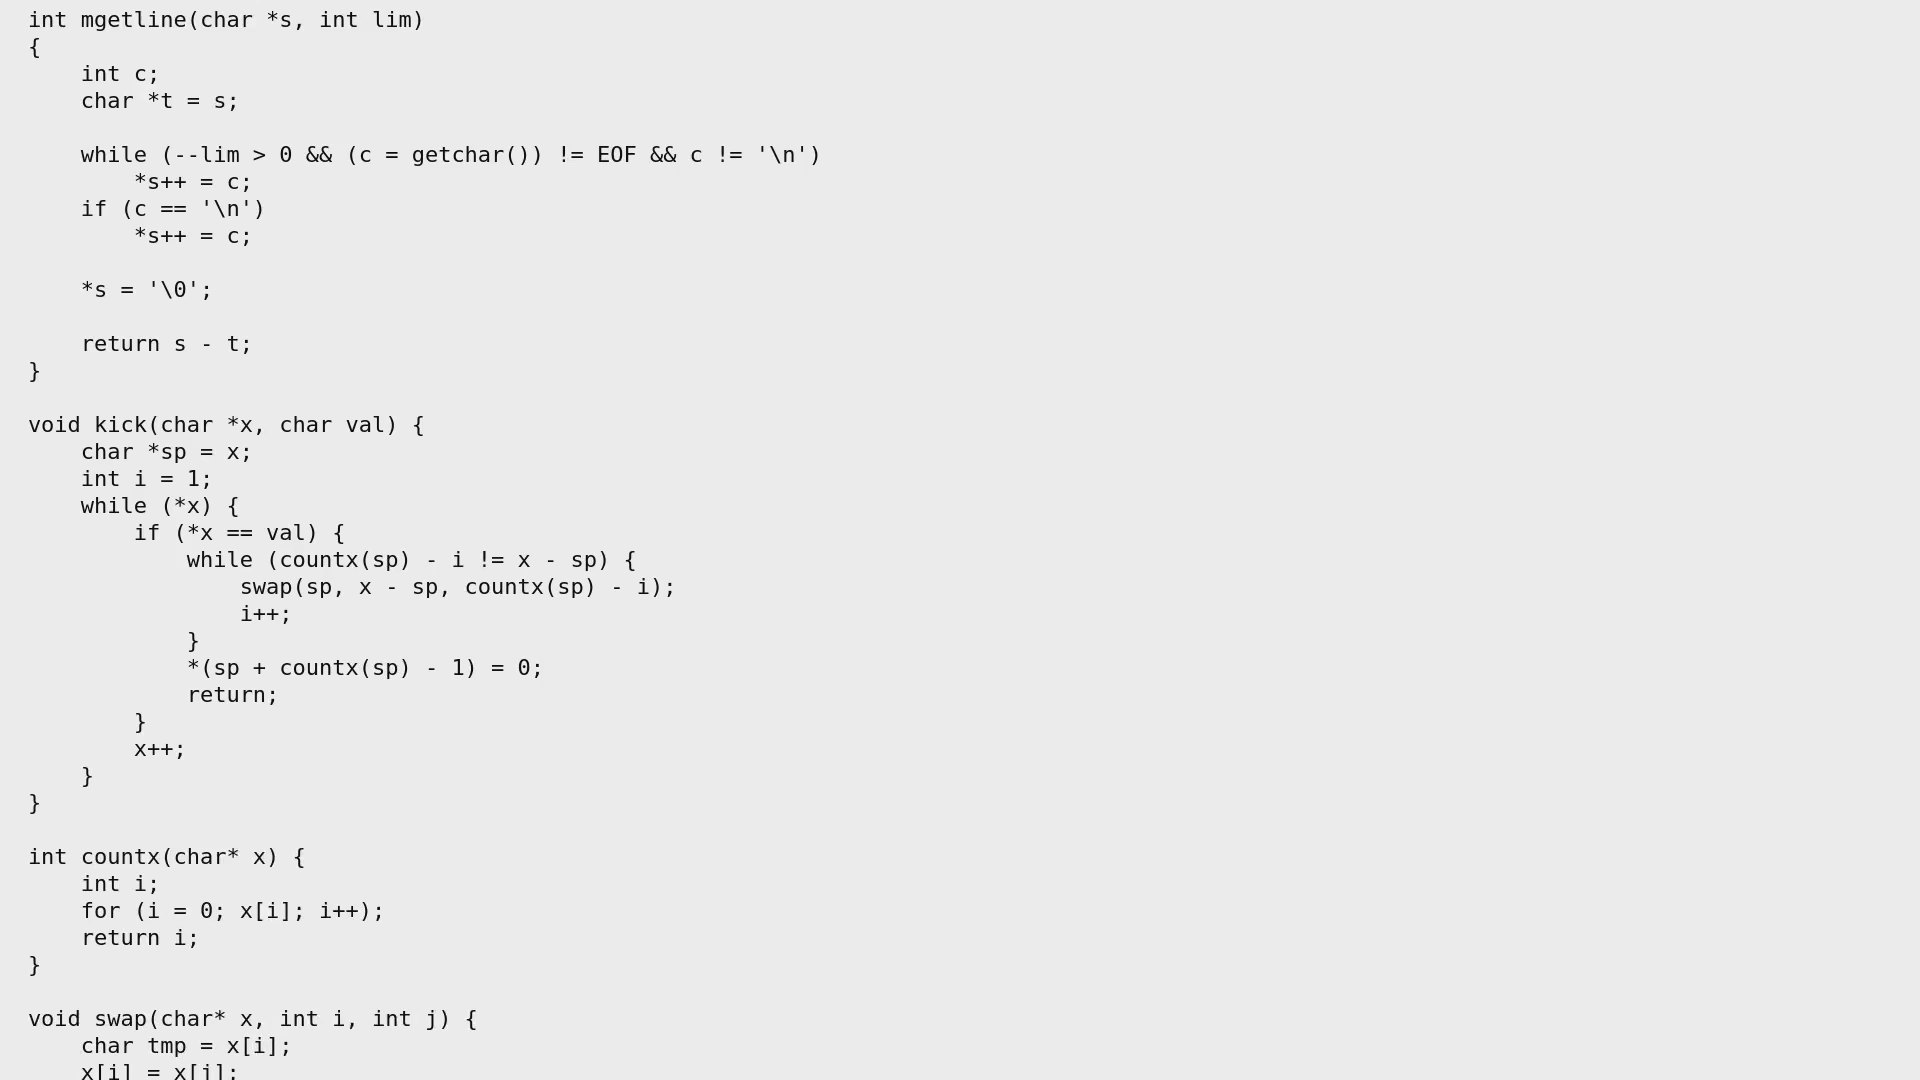 int mgetline(char *s, int lim)
{
    int c;
    char *t = s;

    while (--lim > 0 && (c = getchar()) != EOF && c != '\n')
        *s++ = c;
    if (c == '\n')
        *s++ = c;

    *s = '\0';

    return s - t;
}

void kick(char *x, char val) {
    char *sp = x;
    int i = 1;
    while (*x) {
        if (*x == val) {
            while (countx(sp) - i != x - sp) {
                swap(sp, x - sp, countx(sp) - i);
                i++;
            }
            *(sp + countx(sp) - 1) = 0;
            return;
        }
        x++;
    }
}

int countx(char* x) {
    int i;
    for (i = 0; x[i]; i++);
    return i;
}

void swap(char* x, int i, int j) {
    char tmp = x[i];
    x[i] = x[j];